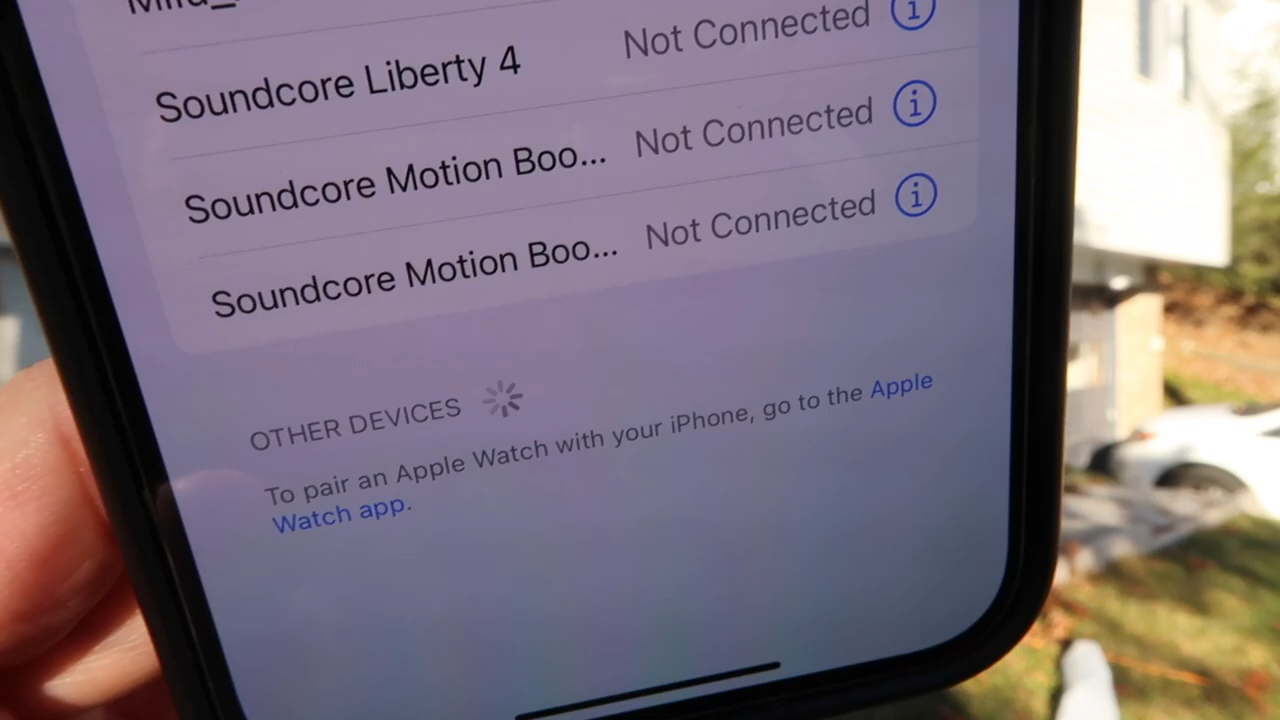 Soundcore Liberty 4 Not Connected
Soundcore Motion Boo... Not Connected
Soundcore Motion Boo... Not Connected
OTHER DEVICES
To pair an Apple Watch with your iPhone, go to the Apple
Watch app.